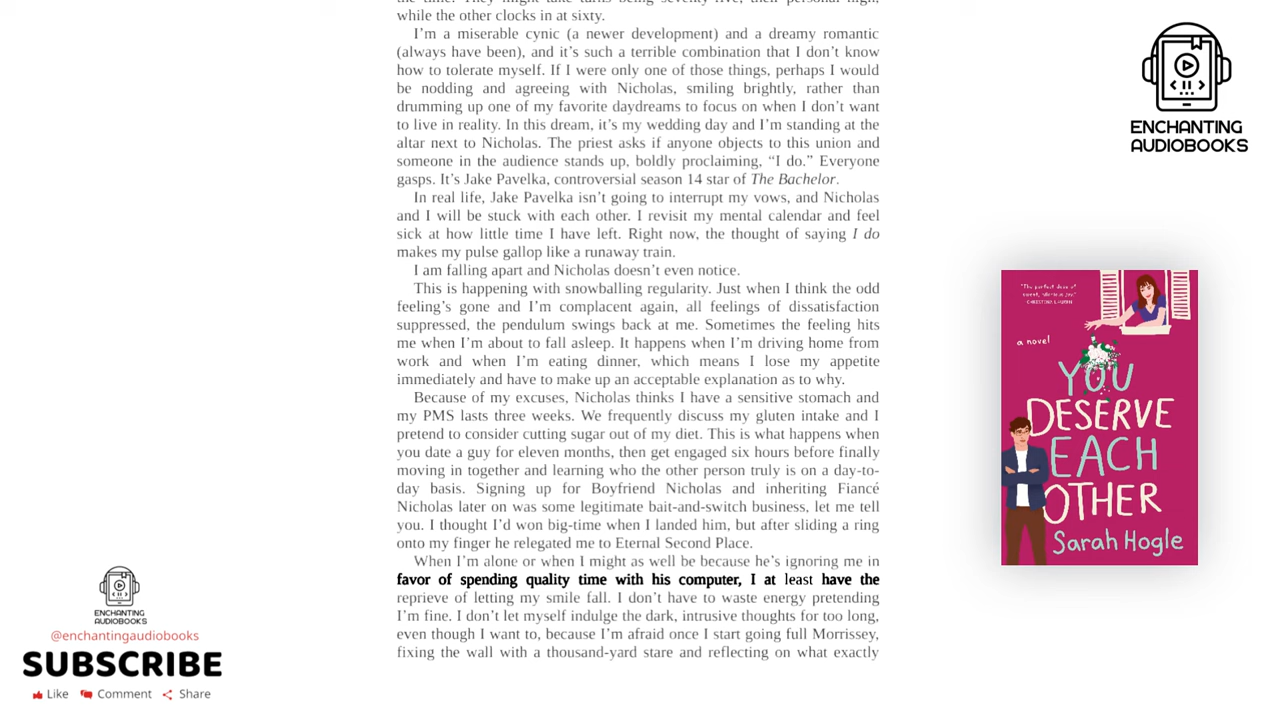 the time. They might take turns being seventy-five, their personal high,
while the other clocks in at sixty.
I'm a miserable cynic (a newer development) and a dreamy romantic
(always have been), and it's such a terrible combination that I don't know
how to tolerate myself. If I were only one of those things, perhaps I would
be nodding and agreeing with Nicholas, smiling brightly, rather than
drumming up one of my favorite daydreams to focus on when I don't want
to live in reality. In this dream, it's my wedding day and I'm standing at the
altar next to Nicholas. The priest asks if anyone objects to this union and
someone in the audience stands up, boldly proclaiming, "I do." Everyone
gasps. It's Jake Pavelka, controversial season 14 star of The Bachelor.
In real life, Jake Pavelka isn't going to interrupt my vows, and Nicholas
and I will be stuck with each other. I revisit my mental calendar and feel
sick at how little time I have left. Right now, the thought of saying I do
makes my pulse gallop like a runaway train.
I am falling apart and Nicholas doesn't even notice.
This is happening with snowballing regularity. Just when I think the odd
feeling's gone and I'm complacent again, all feelings of dissatisfaction
suppressed, the pendulum swings back at me. Sometimes the feeling hits
me when I'm about to fall asleep. It happens when I'm driving home from
work and when I'm eating dinner, which means I lose my appetite
immediately and have to make up an acceptable explanation as to why.
Because of my excuses, Nicholas thinks I have a sensitive stomach and
my PMS lasts three weeks. We frequently discuss my gluten intake and I
pretend to consider cutting sugar out of my diet. This is what happens when
you date a guy for eleven months, then get engaged six hours before finally
moving in together and learning who the other person truly is on a day-to-
day basis. Signing up for Boyfriend Nicholas and inheriting Fiancé
Nicholas later on was some legitimate bait-and-switch business, let me tell
you. I thought I'd won big-time when I landed him, but after sliding a ring
onto my finger he relegated me to Eternal Second Place.
When I'm alone or when I might as well be because he's ignoring me in
favor of spending quality time with his computer, I at least have the
reprieve of letting my smile fall. I don't have to waste energy pretending
I'm fine. I don't let myself indulge the dark, intrusive thoughts for too long,
even though I want to, because I'm afraid once I start going full Morrissey,
fixing the wall with a thousand-yard stare and reflecting on what exactly
ENCHANTING
AUDIOBOOKS
"The perfect dose of
CHRISTINA LAUREN
a novel
YOU
DESERVE
EACH
OTHER
Sarah Hogle
ENCHANTING
AUDIOBOOKS
@enchantingaudiobooks
SUBSCRIBE
Like Comment Share